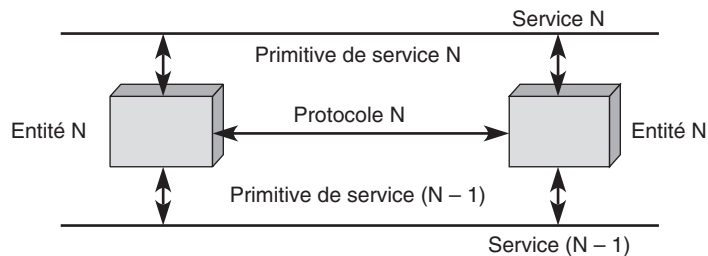 Service N
Primitive de service N
Protocole N
Entité N
Entité N
Primitive de service (N – 1)
Service (N – 1)